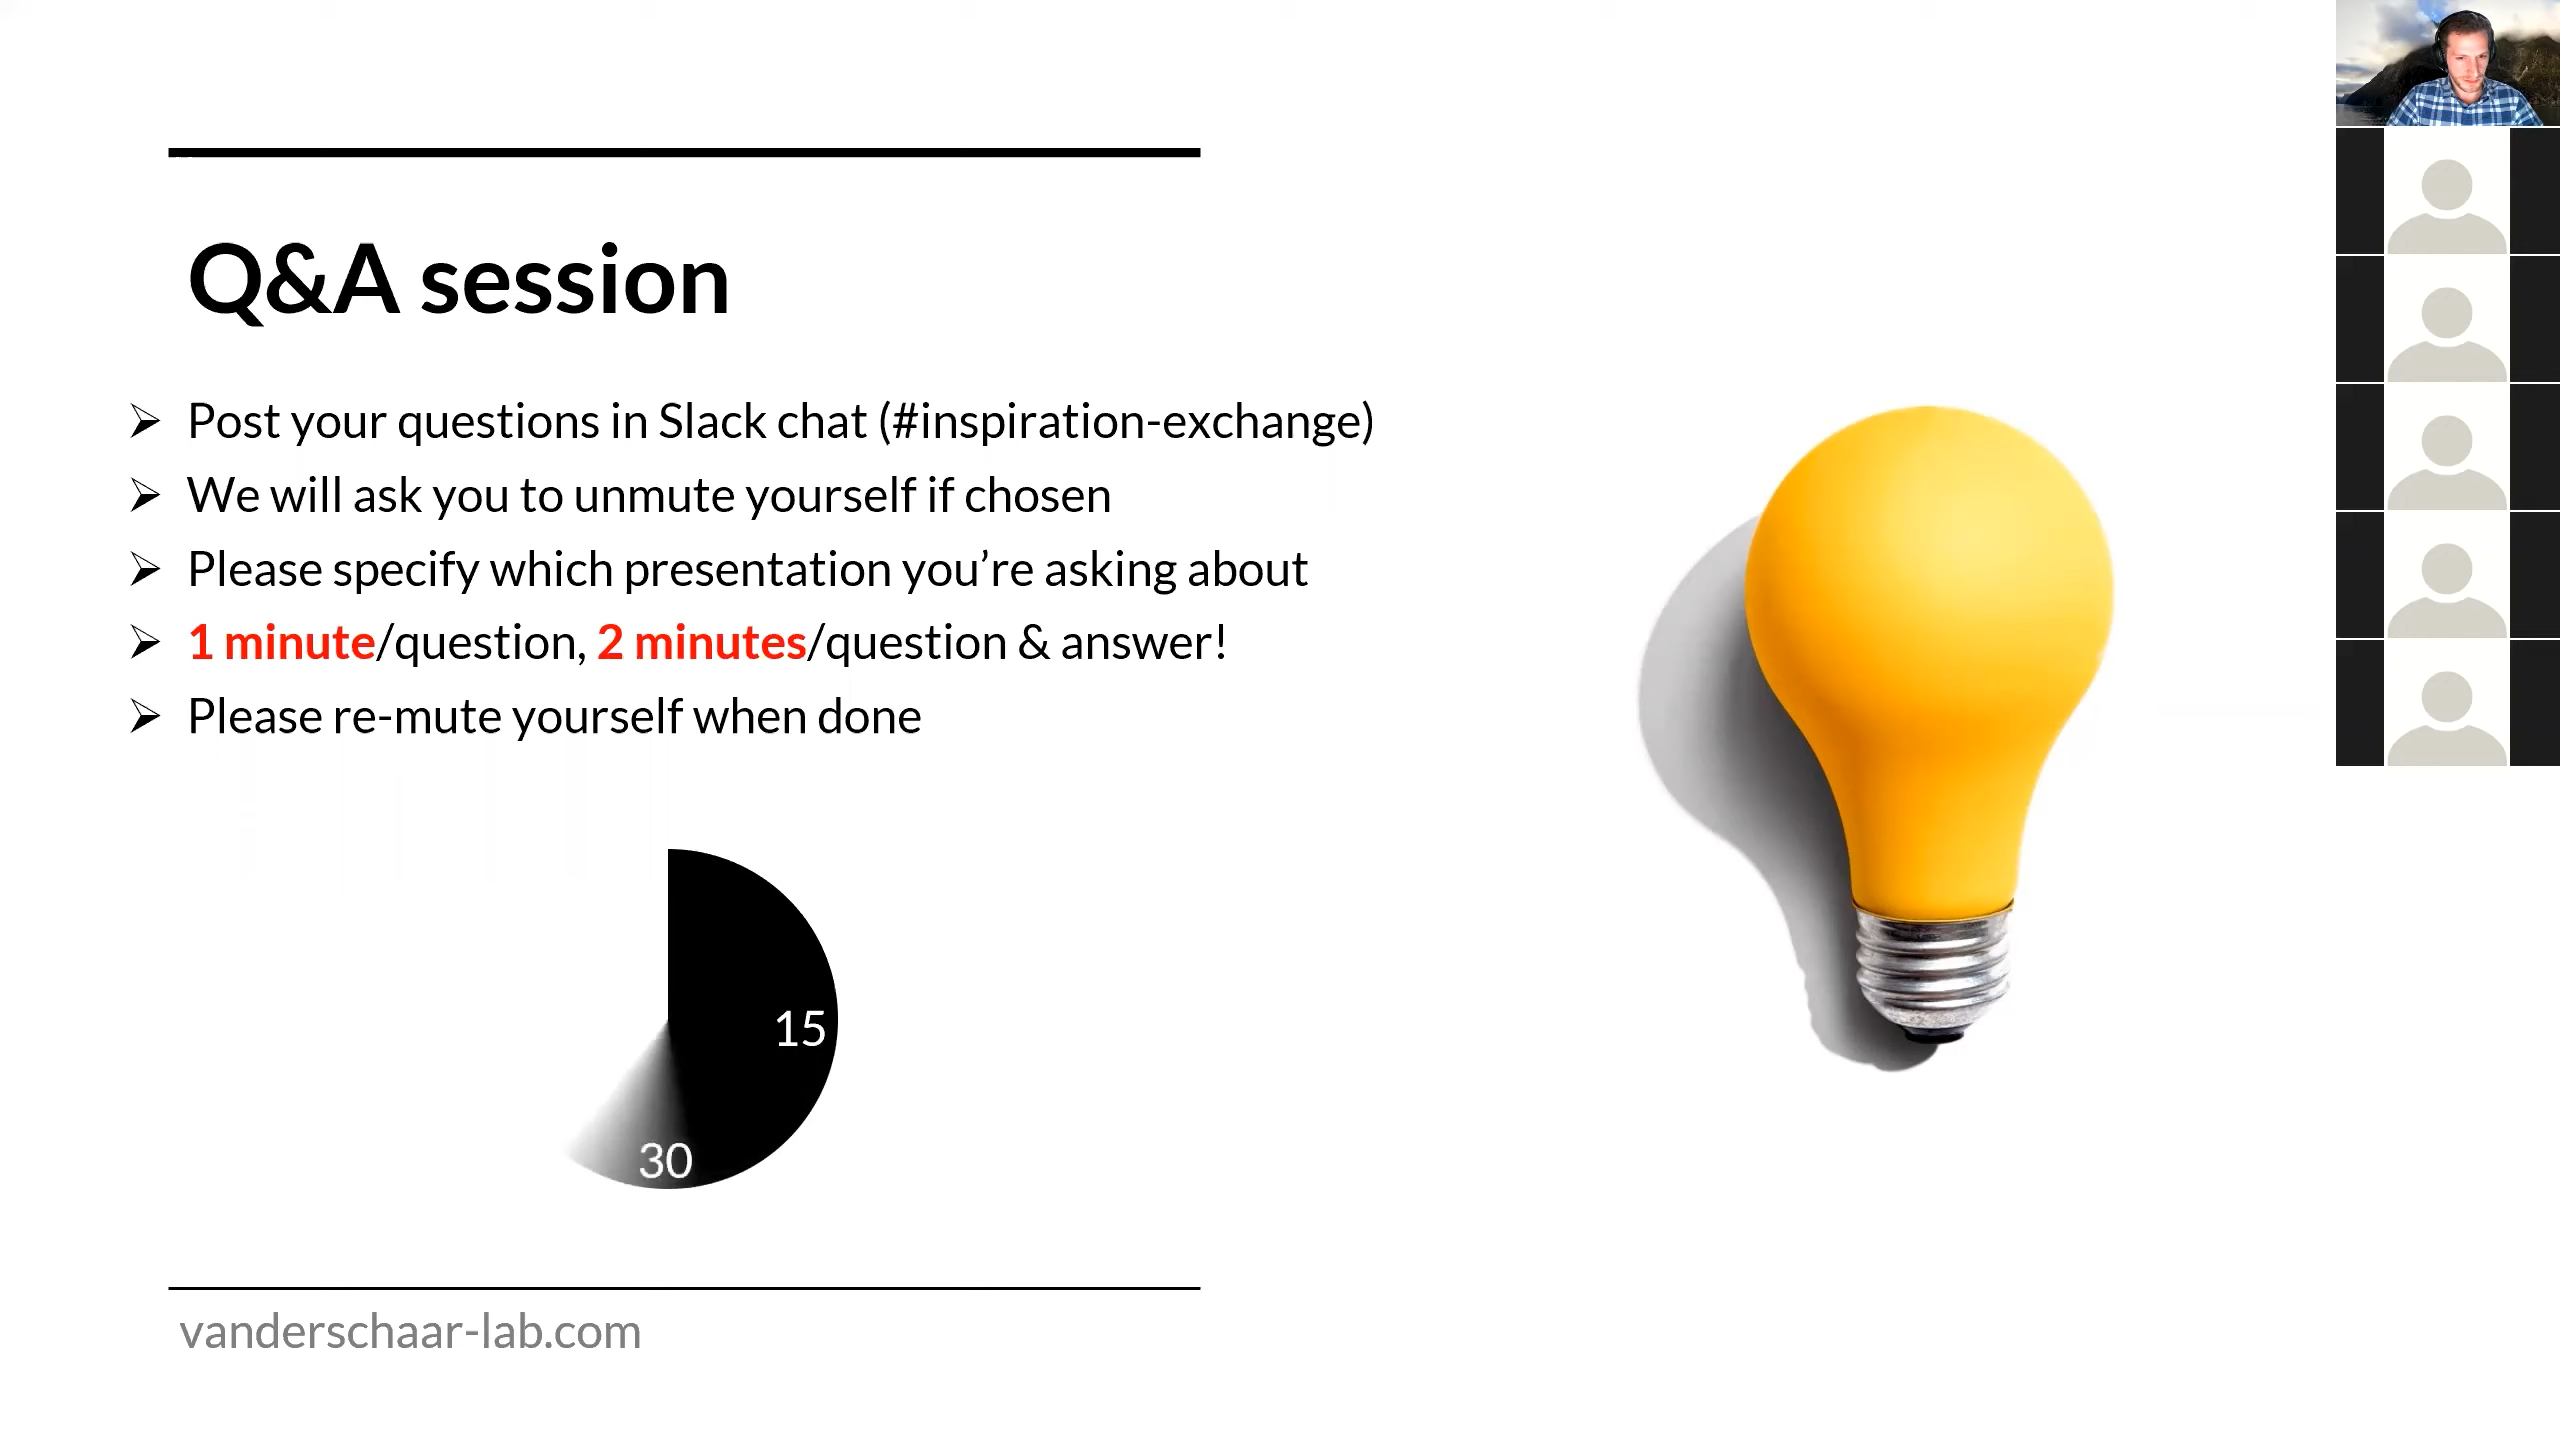 Q&A session
Post your questions in Slack chat (#inspiration-exchange)
We will ask you to unmute yourself if chosen
Please specify which presentation you’re asking about
1 minute/question, 2 minutes/question & answer!
Please re-mute yourself when done
15
30
vanderschaar-lab.com